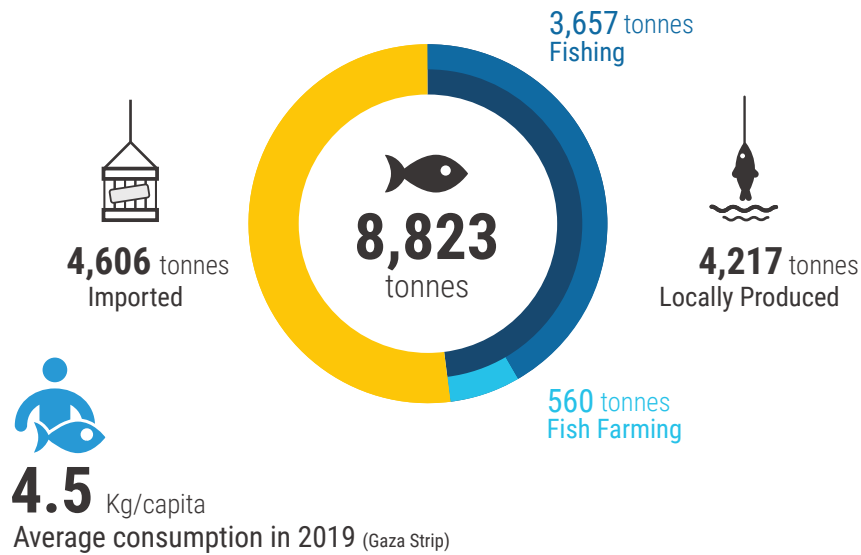 3,657 tonnes
Fishing
8,823
tonnes
4,606 tonnes
Imported
4,217 tonnes
Locally Produced
560 tonnes
Fish Farming
4.5 Kg/capita
Average consumption in 2019 (Gaza Strip)